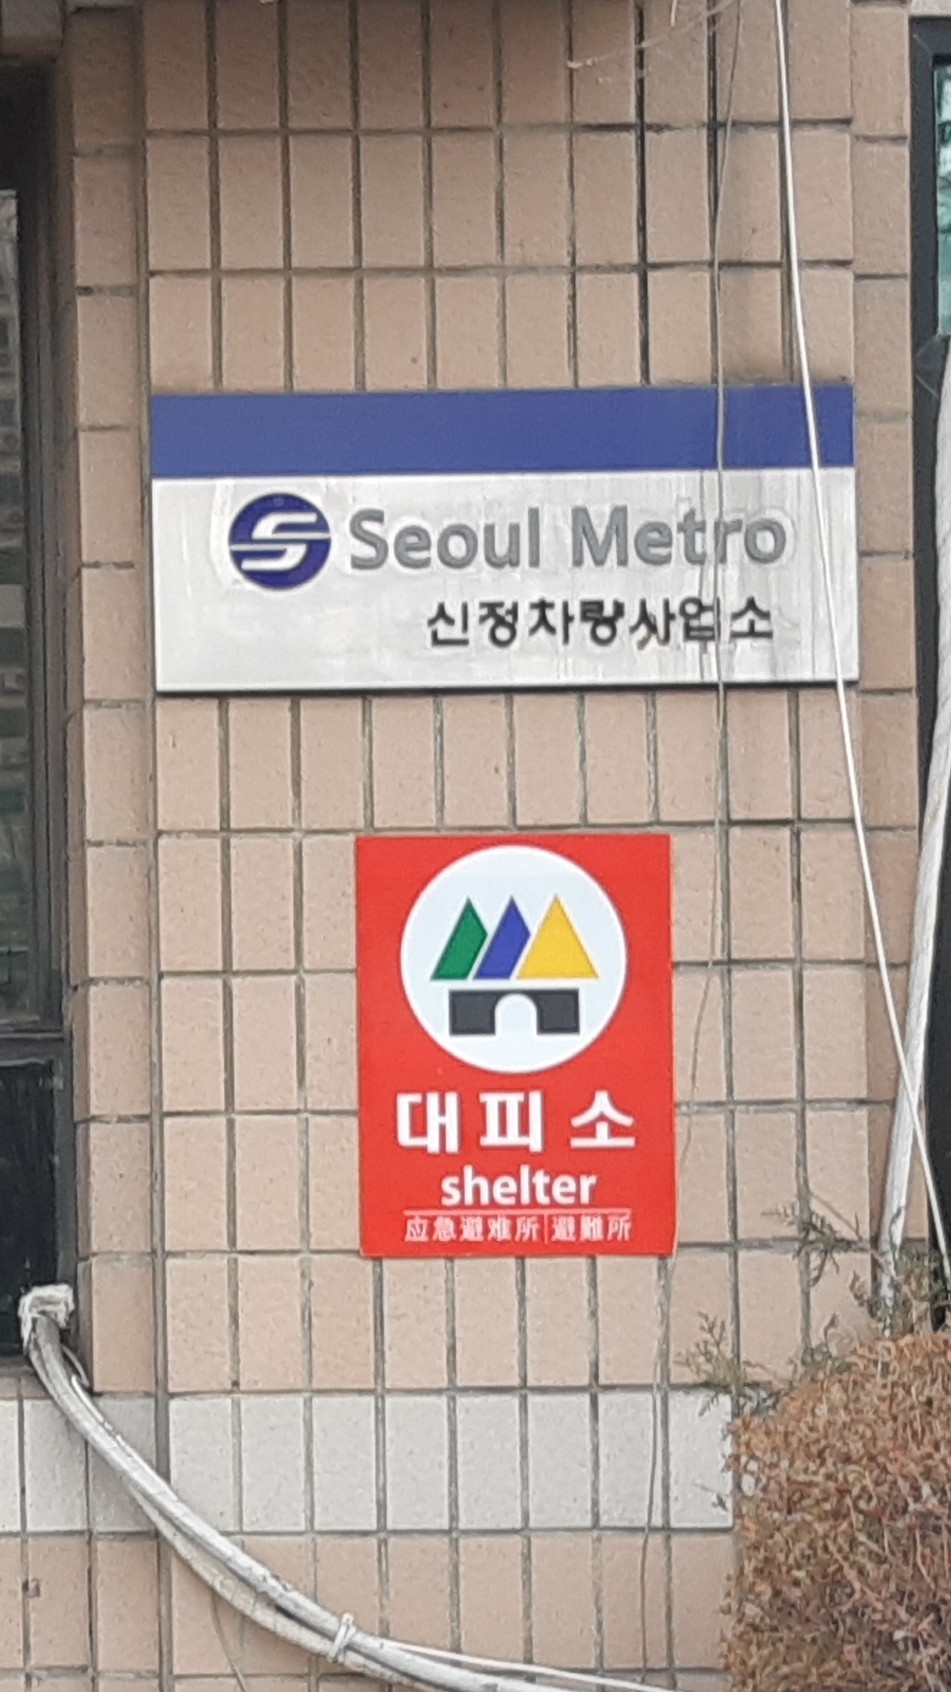 Seoul Metro
신정차량사업소
대피소
shelter
应急避难所|避難所